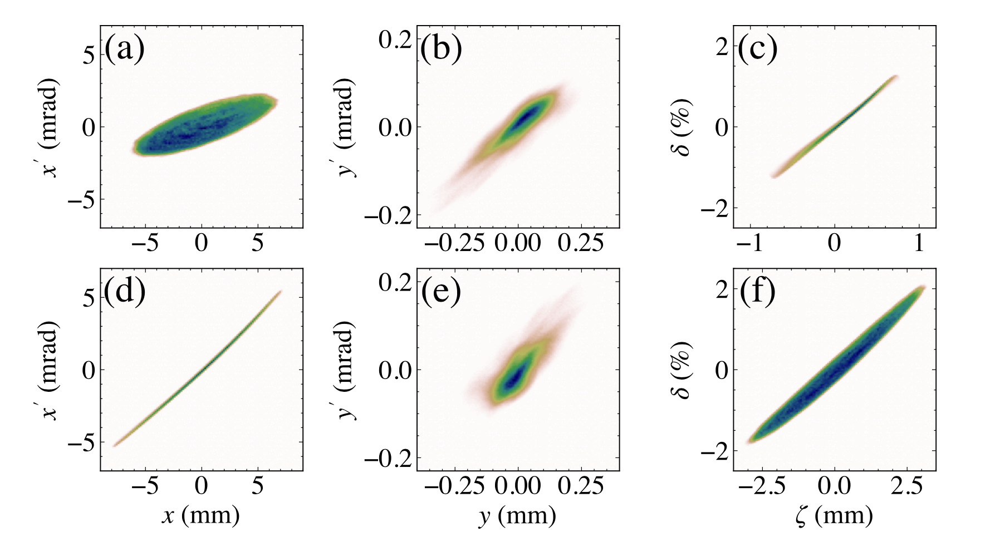 (a)
5
0
−5
x′ (mrad)
−5 0 5
(b)
0.2
0.0
−0.2
y′ (mrad)
−0.25 0.00 0.25
(c)
2
0
−2
δ (%)
−1 0 1
(d)
5
0
−5
x′ (mrad)
−5 0 5
x (mm)
(e)
0.2
0.0
−0.2
y′ (mrad)
−0.25 0.00 0.25
y (mm)
(f)
2
0
−2
δ (%)
−2.5 0.0 2.5
ζ (mm)